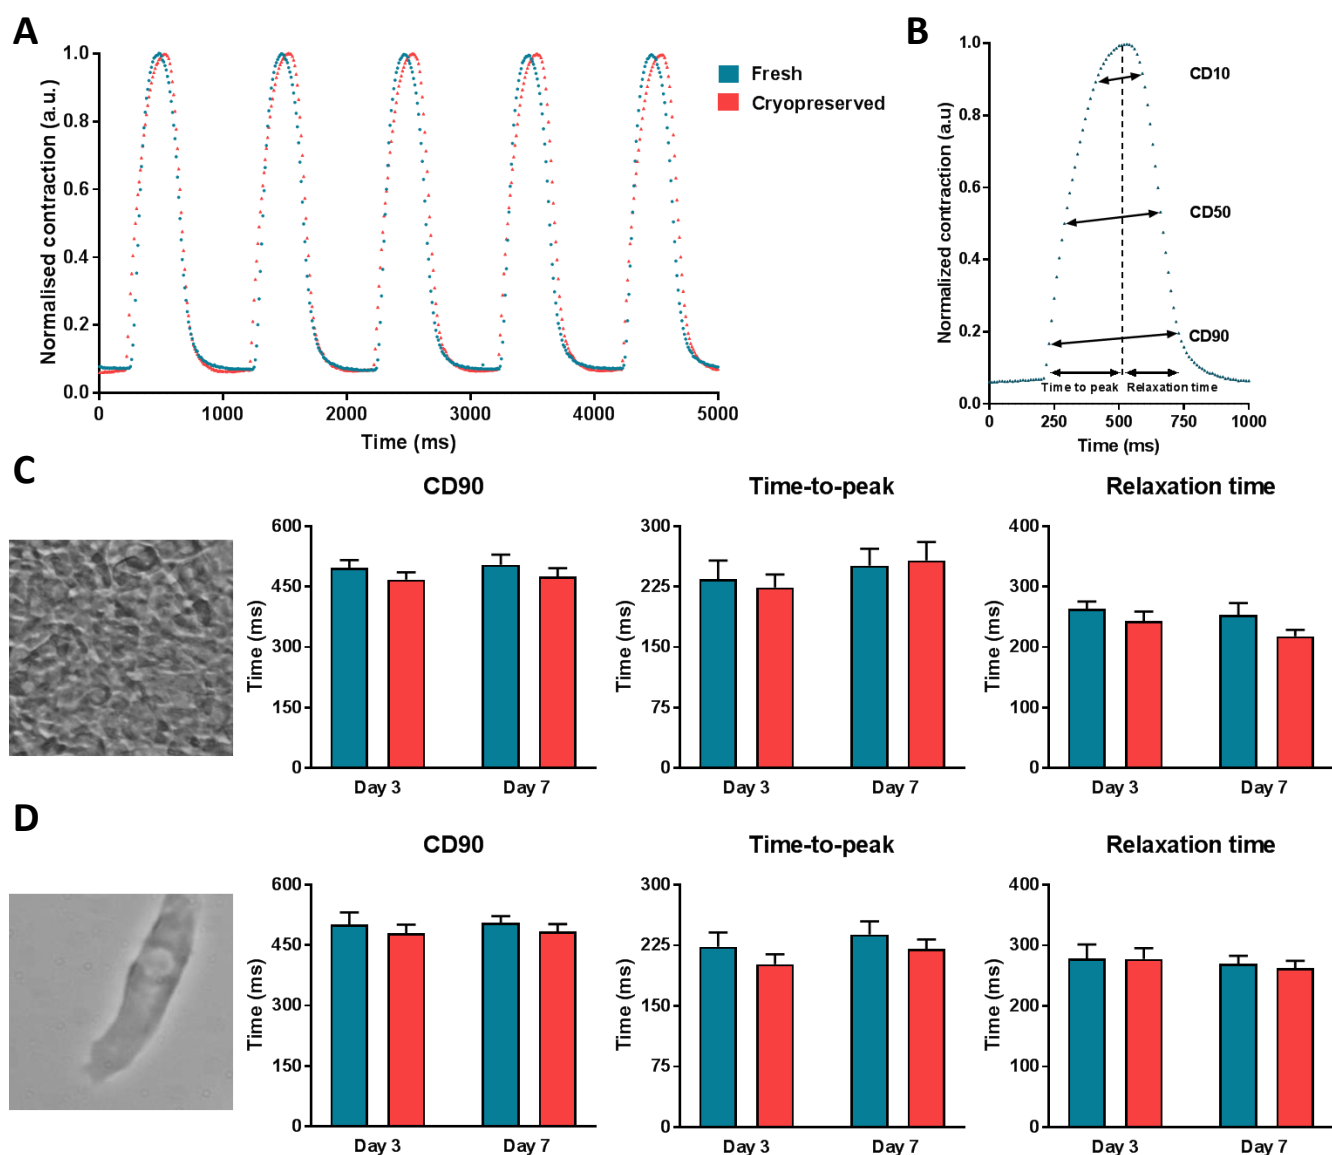 A
Normalised contraction (a.u.)
1.0
0.8
0.6
0.4
0.2
0.0
0
1000
2000
3000
4000
5000
Time (ms)
Fresh
Cryopreserved
B
Normalized contraction (a.u)
1.0
0.8
0.6
0.4
0.2
0.0
CD10
CD50
CD90
Time to peak
Relaxation time
0
250
500
750
1000
Time (ms)
C
CD90
Time (ms)
600
450
300
150
0
Day 3
Day 7
Time-to-peak
Time (ms)
300
225
150
75
0
Day 3
Day 7
Relaxation time
Time (ms)
400
300
200
100
0
Day 3
Day 7
D
CD90
Time (ms)
600
450
300
150
0
Day 3
Day 7
Time-to-peak
Time (ms)
300
225
150
75
0
Day 3
Day 7
Relaxation time
Time (ms)
400
300
200
100
0
Day 3
Day 7